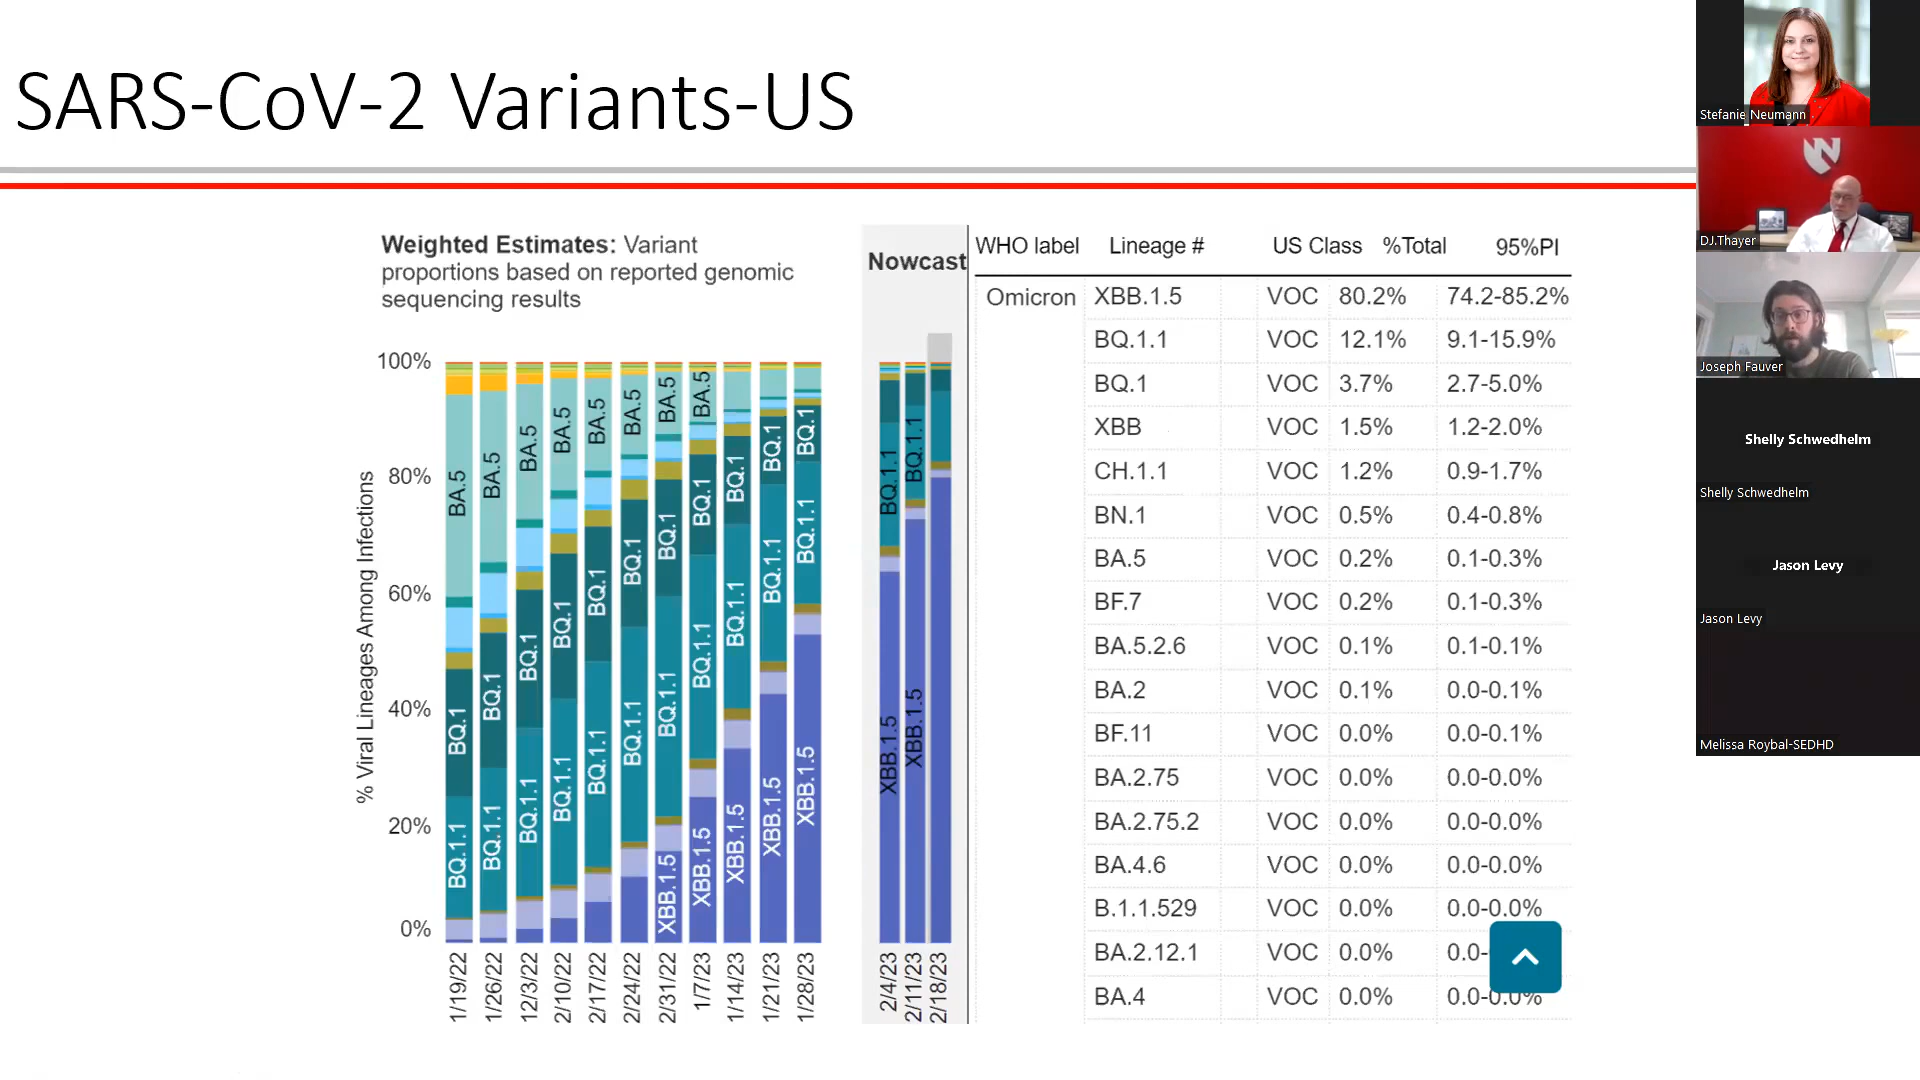 SARS-CoV-2 Variants-US
Weighted Estimates: Variant
proportions based on reported genomic
sequencing results
Nowcast
% Viral Lineages Among Infections
100%
80%
60%
40%
20%
0%
BA.5
BQ.1
BQ.1.1
BA.5
BQ.1
BQ.1.1
BA.5
BQ.1
BQ.1.1
BA.5
BQ.1
BQ.1.1
BA.5
BQ.1
BQ.1.1
BA.5
BQ.1
BQ.1.1
BA.5
BQ.1
BQ.1.1
XBB.1.5
BA.5
BQ.1
BQ.1.1
XBB.1.5
BQ.1
BQ.1.1
XBB.1.5
BQ.1
BQ.1.1
XBB.1.5
BQ.1
BQ.1.1
XBB.1.5
BQ.1.1
XBB.1.5
BQ.1.1
XBB.1.5
1/19/22
1/26/22
12/3/22
2/10/22
2/17/22
2/24/22
2/31/22
1/7/23
1/14/23
1/21/23
1/28/23
2/4/23
2/11/23
2/18/23
WHO label Lineage # US Class %Total 95%PI
Omicron XBB.1.5 VOC 80.2% 74.2-85.2%
BQ.1.1 VOC 12.1% 9.1-15.9%
BQ.1 VOC 3.7% 2.7-5.0%
XBB VOC 1.5% 1.2-2.0%
CH.1.1 VOC 1.2% 0.9-1.7%
BN.1 VOC 0.5% 0.4-0.8%
BA.5 VOC 0.2% 0.1-0.3%
BF.7 VOC 0.2% 0.1-0.3%
BA.5.2.6 VOC 0.1% 0.1-0.1%
BA.2 VOC 0.1% 0.0-0.1%
BF.11 VOC 0.0% 0.0-0.1%
BA.2.75 VOC 0.0% 0.0-0.0%
BA.2.75.2 VOC 0.0% 0.0-0.0%
BA.4.6 VOC 0.0% 0.0-0.0%
B.1.1.529 VOC 0.0% 0.0-0.0%
BA.2.12.1 VOC 0.0% 0.0-
BA.4 VOC 0.0% 0.0-0.0%
Stefanie Neumann
N
DJ.Thayer
Joseph Fauver
Shelly Schwedhelm
Shelly Schwedhelm
Jason Levy
Jason Levy
Melissa Roybal-SEDHD